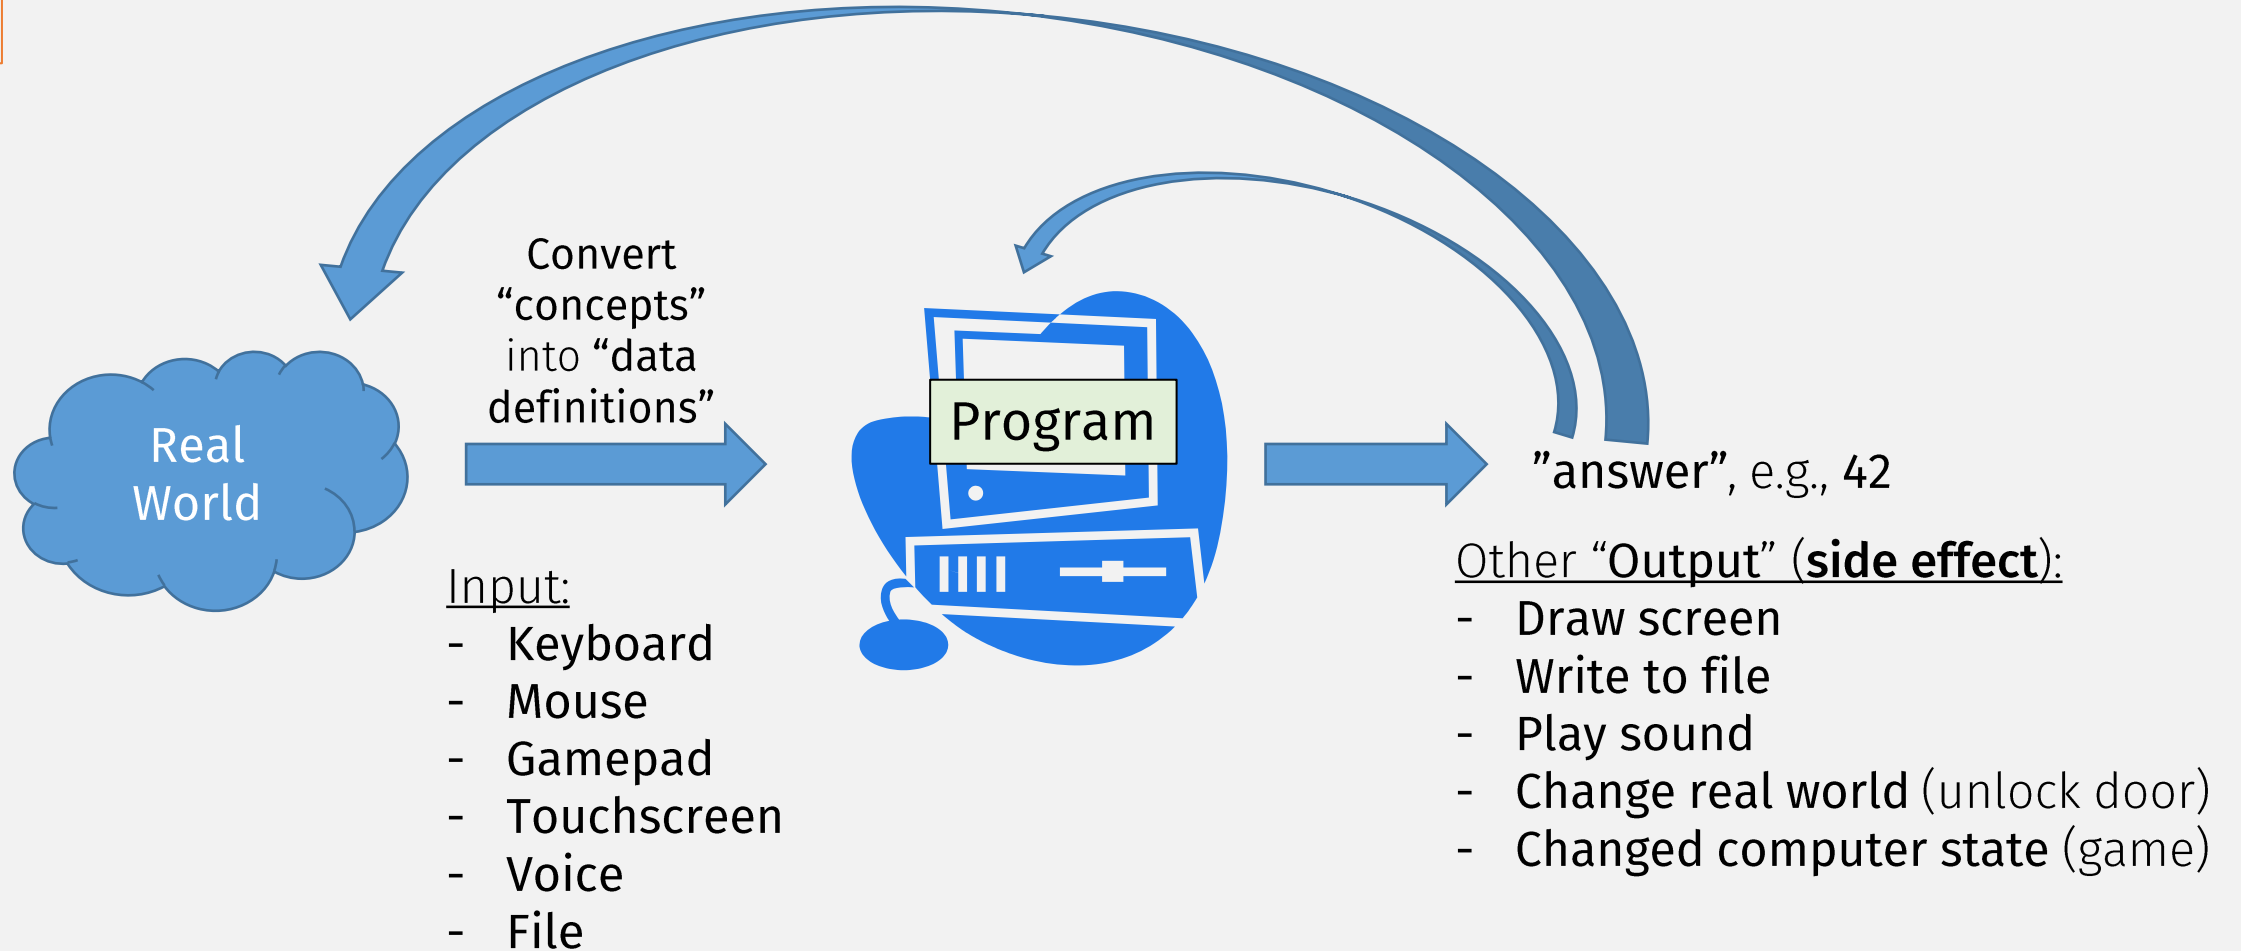 Convert
“concepts”
into “data
definitions”
Real
World
Program
”answer”, e.g., 42
Input:
- Keyboard
- Mouse
- Gamepad
- Touchscreen
- Voice
- File
Other “Output” (side effect):
- Draw screen
- Write to file
- Play sound
- Change real world (unlock door)
- Changed computer state (game)